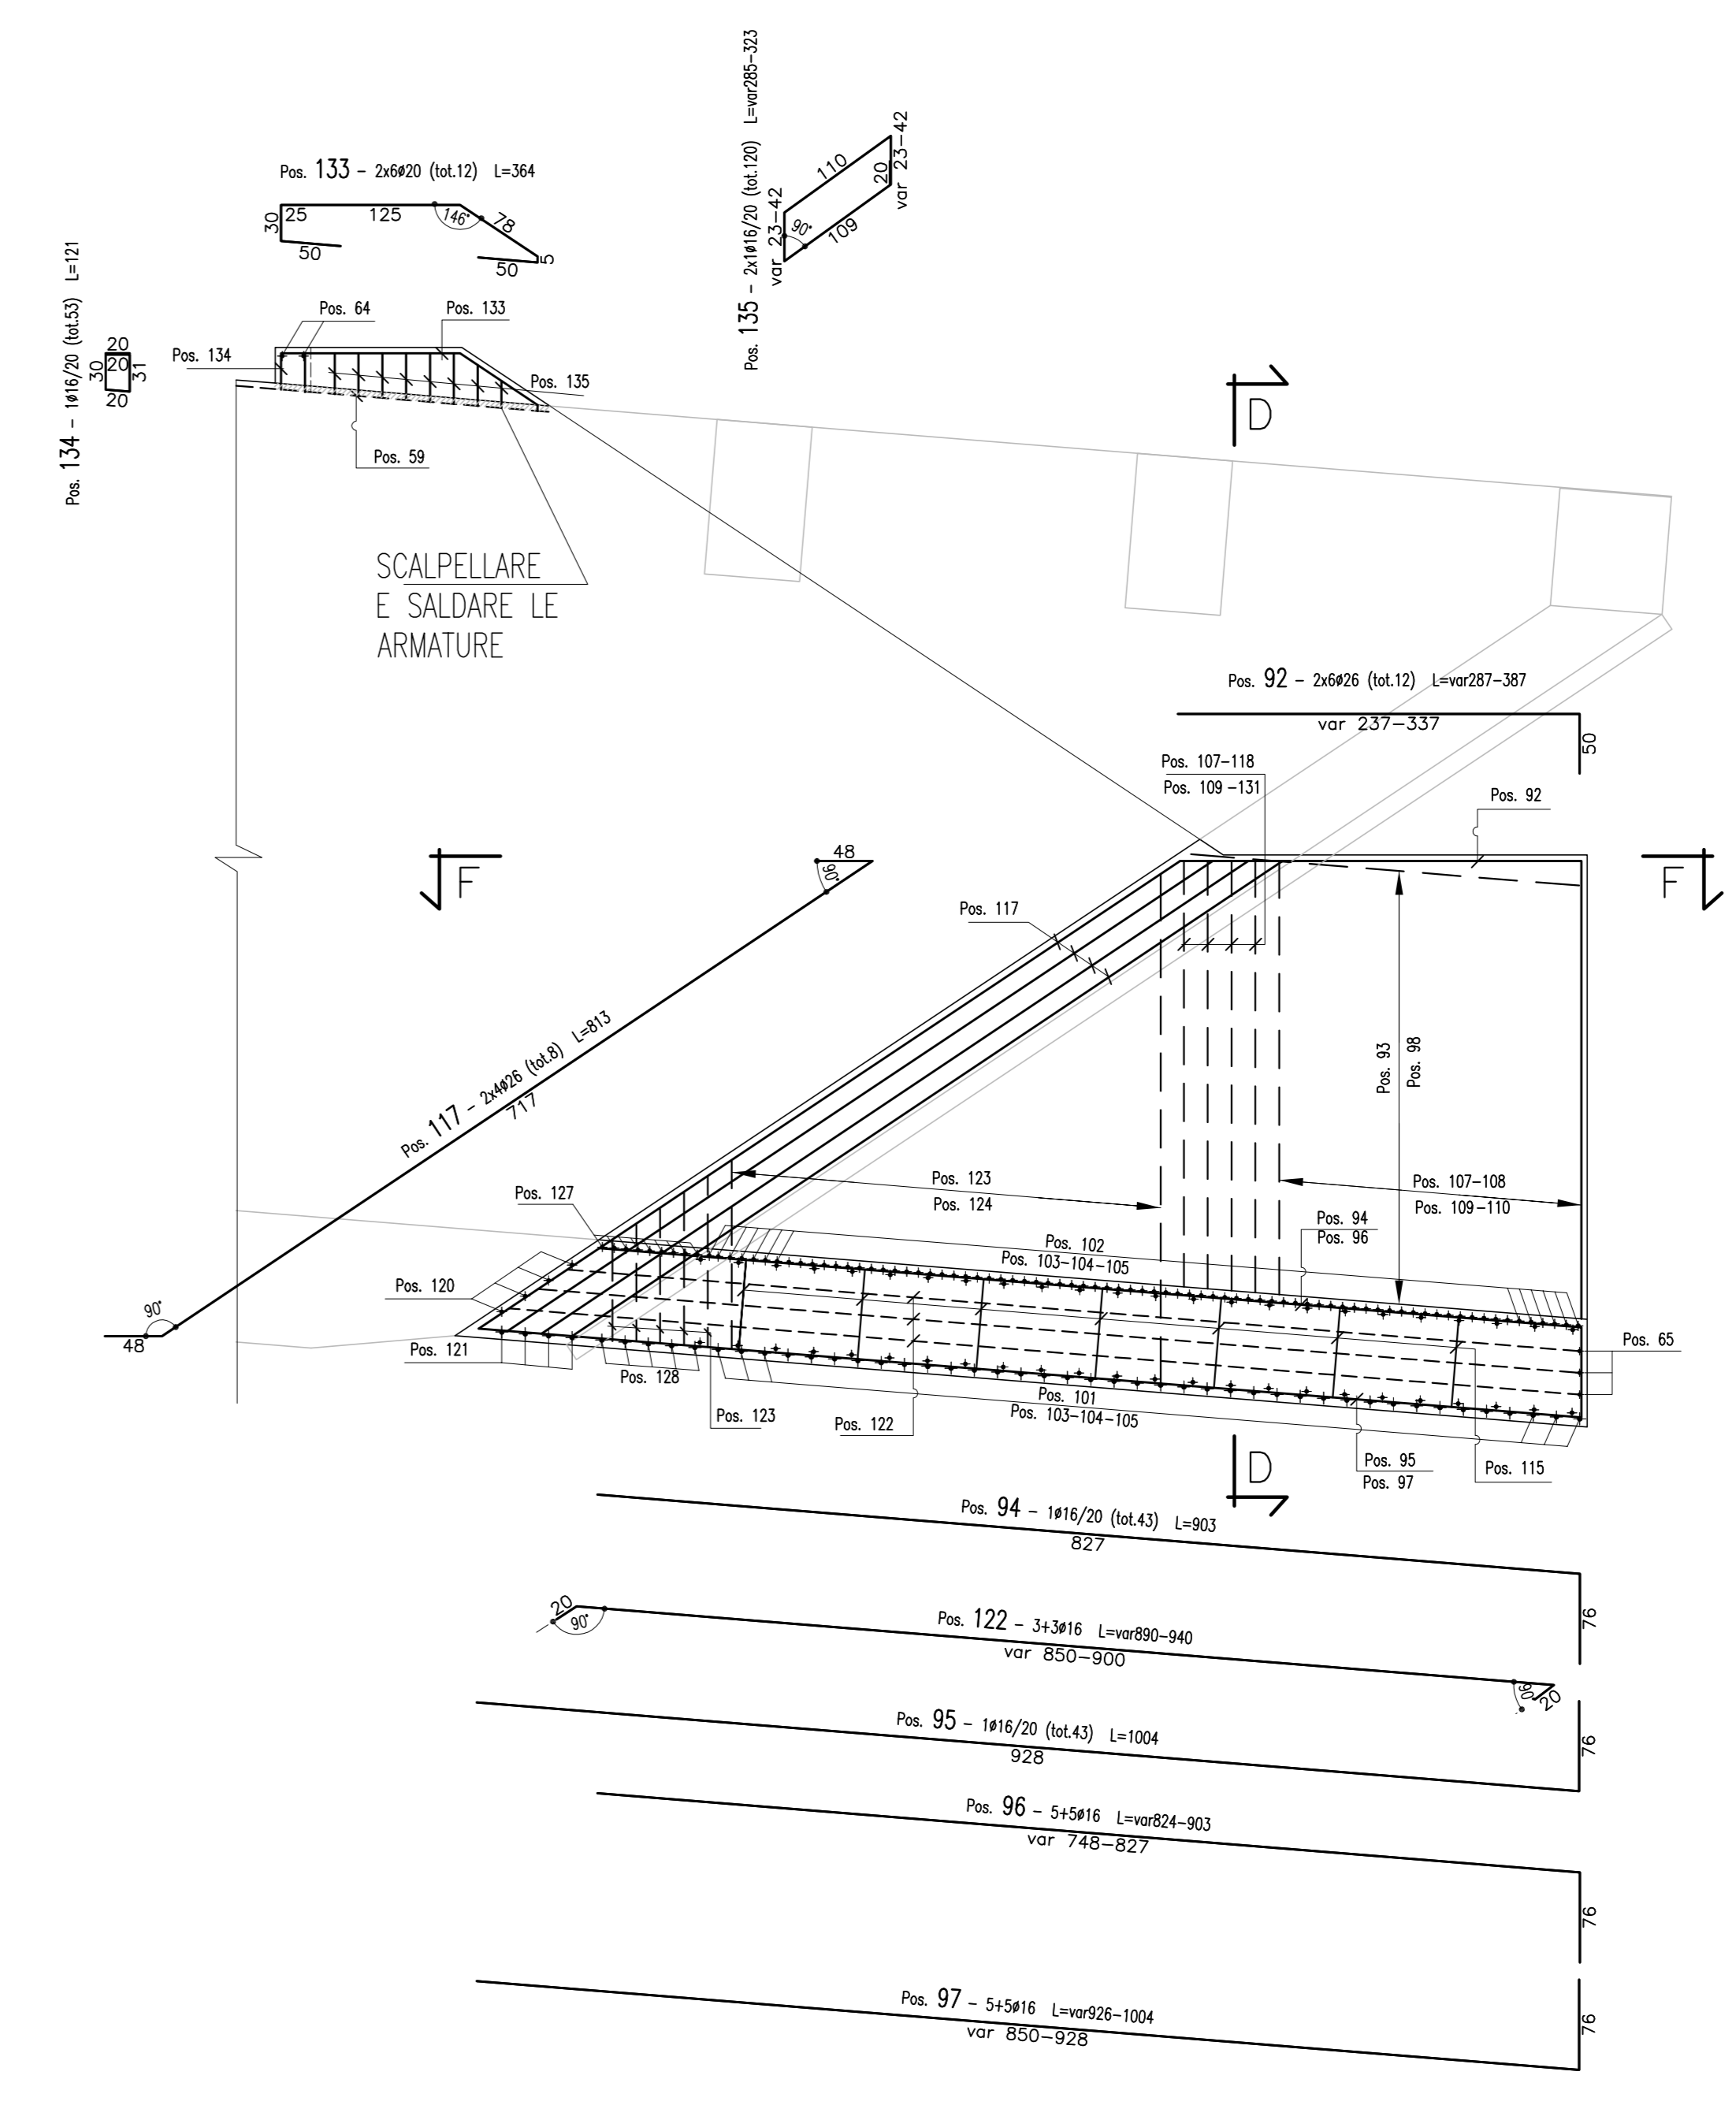 Pos. 133 - 2x6ø20 (tot.12) L=364
30
25
125
146°
78
50
50
5
Pos. 135 - 2x1ø16/20 (tot.120) L=var285-323
110
20
var 23-42
var 23-42
90°
109
Pos. 134 - 1ø16/20 (tot.53) L=121
20
20
30
31
20
Pos. 64
Pos. 133
Pos. 134
Pos. 135
Pos. 59
D
SCALPELLARE
E SALDARE LE
ARMATURE
Pos. 92 - 2x6ø26 (tot.12) L=var287-387
var 237-337
50
Pos. 107-118
Pos. 109 -131
Pos. 92
F
F
48
90°
Pos. 117
Pos. 117 - 2x4ø26 (tot.8) L=813
717
90°
48
Pos. 93
Pos. 98
Pos. 123
Pos. 124
Pos. 107-108
Pos. 109-110
Pos. 127
Pos. 94
Pos. 96
Pos. 102
Pos. 103-104-105
Pos. 120
Pos. 121
Pos. 128
Pos. 65
Pos. 101
Pos. 103-104-105
Pos. 123
Pos. 122
Pos. 95
Pos. 97
Pos. 115
D
Pos. 94 - 1ø16/20 (tot.43) L=903
827
76
20
90°
Pos. 122 - 3+3ø16 L=var890-940
var 850-900
90°
20
Pos. 95 - 1ø16/20 (tot.43) L=1004
928
76
Pos. 96 - 5+5ø16 L=var824-903
var 748-827
76
Pos. 97 - 5+5ø16 L=var926-1004
var 850-928
76